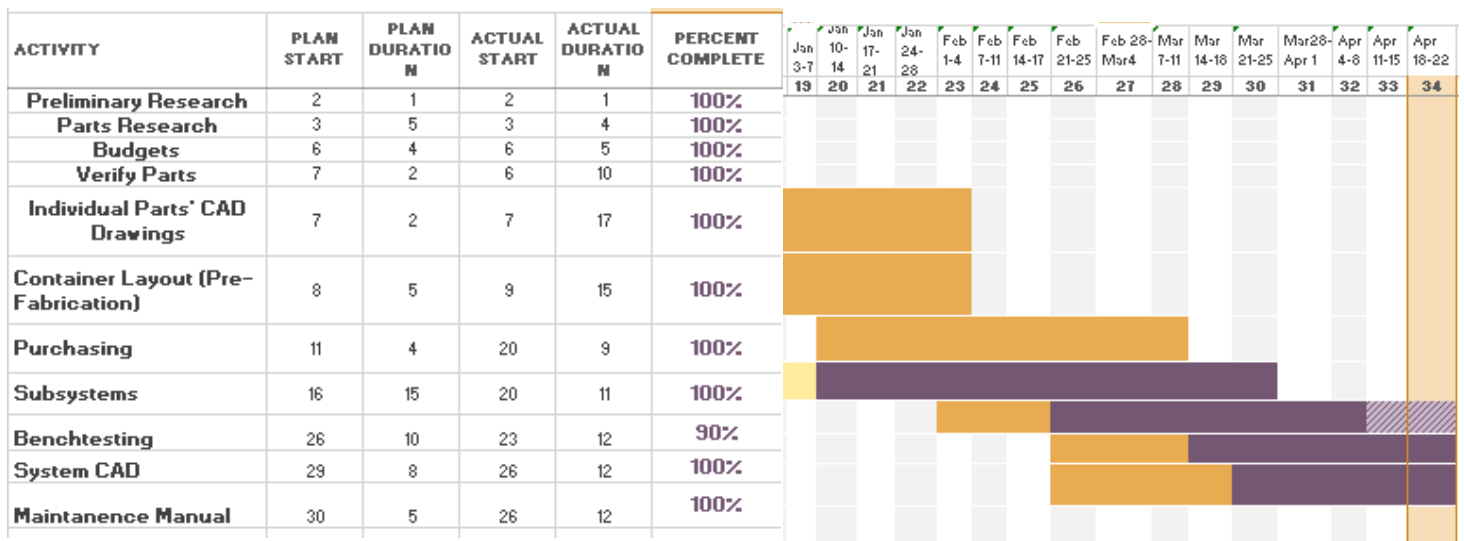 ACTIVITY PLAN START PLAN DURATIO N ACTUAL START ACTUAL DURATIO N PERCENT COMPLETE
Jan 3-7 Jan 10-14 Jan 17-21 Jan 24-28 Feb 1-4 Feb 7-11 Feb 14-17 Feb 21-25 Feb 28-Mar4 Mar 7-11 Mar 14-18 Mar 21-25 Mar28-Apr 1 Apr 4-8 Apr 11-15 Apr 18-22
19 20 21 22 23 24 25 26 27 28 29 30 31 32 33 34
Preliminary Research 2 1 2 1 100%
Parts Research 3 5 3 4 100%
Budgets 6 4 6 5 100%
Verify Parts 7 2 6 10 100%
Individual Parts' CAD Drawings 7 2 7 17 100%
Container Layout (Pre-Fabrication) 8 5 9 15 100%
Purchasing 11 4 20 9 100%
Subsystems 16 15 20 11 100%
Benchtesting 26 10 23 12 90%
System CAD 29 8 26 12 100%
Maintanence Manual 30 5 26 12 100%